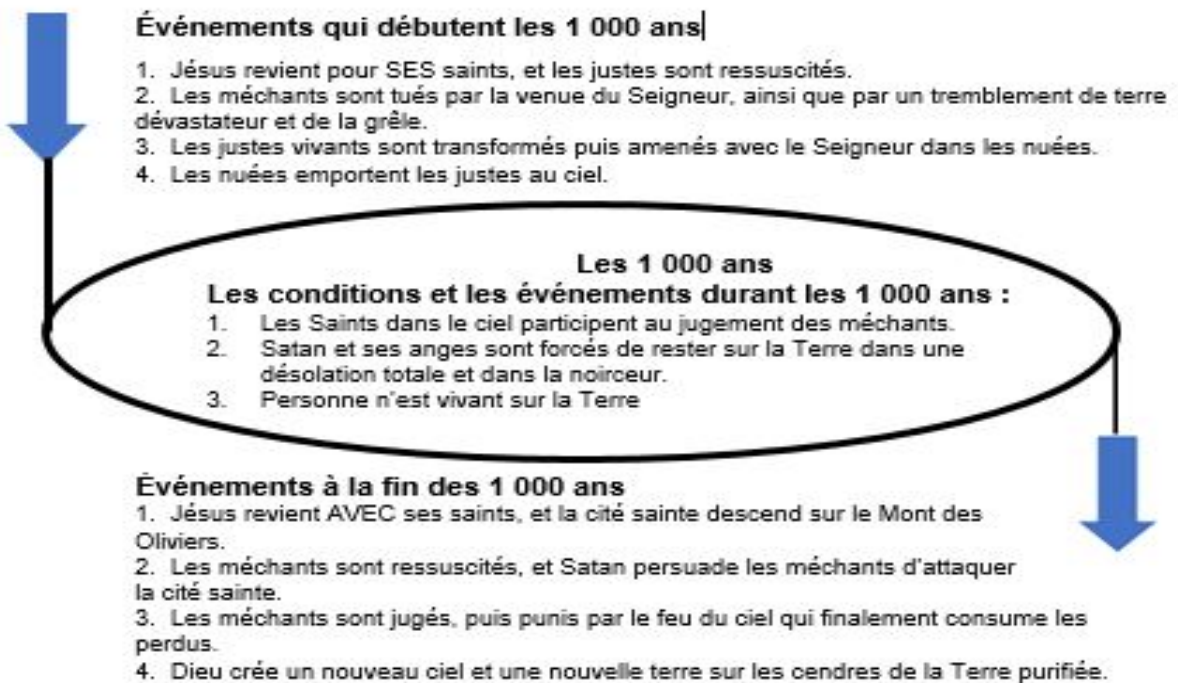 Événements qui débutent les 1 000 ans
1. Jésus revient pour SES saints, et les justes sont ressuscités.
2. Les méchants sont tués par la venue du Seigneur, ainsi que par un tremblement de terre
dévastateur et de la grêle.
3. Les justes vivants sont transformés puis amenés avec le Seigneur dans les nuées.
4. Les nuées emportent les justes au ciel.
Les 1 000 ans
Les conditions et les événements durant les 1 000 ans :
1. Les Saints dans le ciel participent au jugement des méchants.
2. Satan et ses anges sont forcés de rester sur la Terre dans une
désolation totale et dans la noirceur.
3. Personne n'est vivant sur la Terre
Événements à la fin des 1 000 ans
1. Jésus revient AVEC ses saints, et la cité sainte descend sur le Mont des
Oliviers.
2. Les méchants sont ressuscités, et Satan persuade les méchants d'attaquer
la cité sainte.
3. Les méchants sont jugés, puis punis par le feu du ciel qui finalement consume les
perdus.
4. Dieu crée un nouveau ciel et une nouvelle terre sur les cendres de la Terre purifiée.